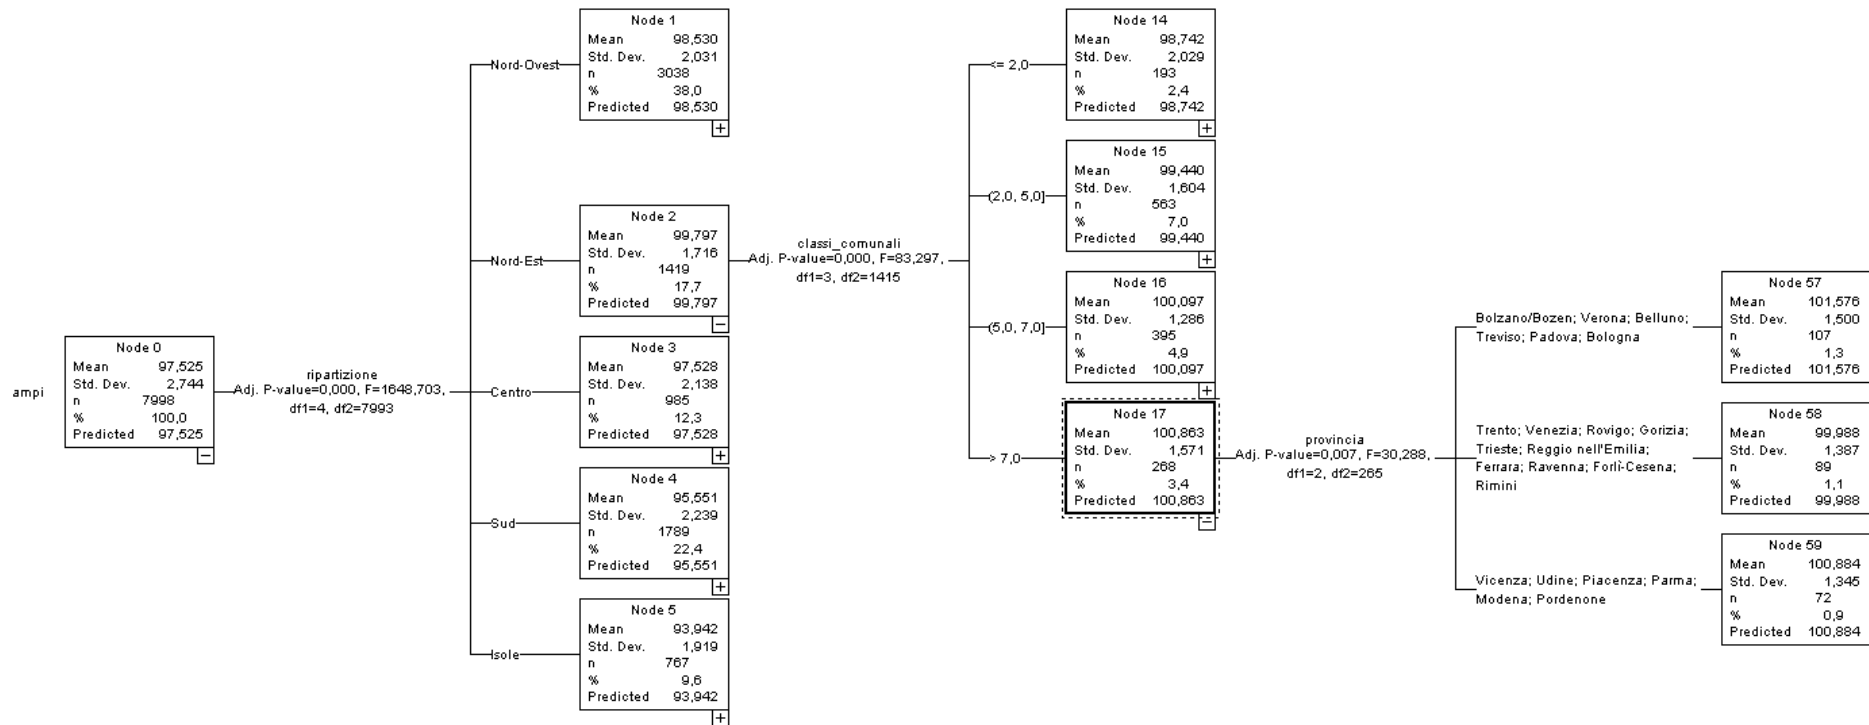 ampi
Node 0
Mean 97,525
Std. Dev. 2,744
n 7998
% 100,0
Predicted 97,525
ripartizione
Adj. P-value=0,000, F=1648,703,
df1=4, df2=7993
Nord-Ovest
Node 1
Mean 98,530
Std. Dev. 2,031
n 3038
% 38,0
Predicted 98,530
Nord-Est
Node 2
Mean 99,797
Std. Dev. 1,716
n 1419
% 17,7
Predicted 99,797
Centro
Node 3
Mean 97,528
Std. Dev. 2,138
n 985
% 12,3
Predicted 97,528
Sud
Node 4
Mean 95,551
Std. Dev. 2,239
n 1789
% 22,4
Predicted 95,551
Isole
Node 5
Mean 93,942
Std. Dev. 1,919
n 767
% 9,6
Predicted 93,942
classi_comunali
Adj. P-value=0,000, F=83,297,
df1=3, df2=1415
<= 2,0
Node 14
Mean 98,742
Std. Dev. 2,029
n 193
% 2,4
Predicted 98,742
(2,0, 5,0]
Node 15
Mean 99,440
Std. Dev. 1,604
n 563
% 7,0
Predicted 99,440
(5,0, 7,0]
Node 16
Mean 100,097
Std. Dev. 1,286
n 395
% 4,9
Predicted 100,097
> 7,0
Node 17
Mean 100,863
Std. Dev. 1,571
n 268
% 3,4
Predicted 100,863
provincia
Adj. P-value=0,007, F=30,288,
df1=2, df2=265
Bolzano/Bozen; Verona; Belluno;
Treviso; Padova; Bologna
Node 57
Mean 101,576
Std. Dev. 1,500
n 107
% 1,3
Predicted 101,576
Trento; Venezia; Rovigo; Gorizia;
Trieste; Reggio nell'Emilia;
Ferrara; Ravenna; Forlì-Cesena;
Rimini
Node 58
Mean 99,988
Std. Dev. 1,387
n 89
% 1,1
Predicted 99,988
Vicenza; Udine; Piacenza; Parma;
Modena; Pordenone
Node 59
Mean 100,884
Std. Dev. 1,345
n 72
% 0,9
Predicted 100,884